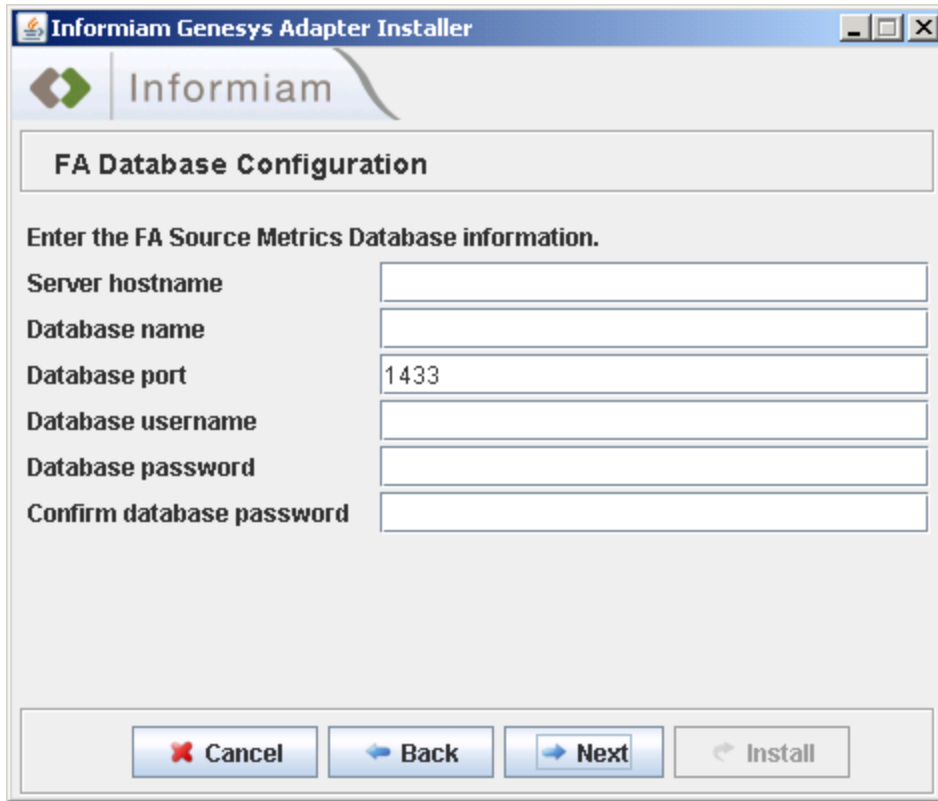 Informiam Genesys Adapter Installer
Informiam
FA Database Configuration
Enter the FA Source Metrics Database information.
Server hostname
Database name
Database port 1433
Database username
Database password
Confirm database password
Cancel Back Next Install